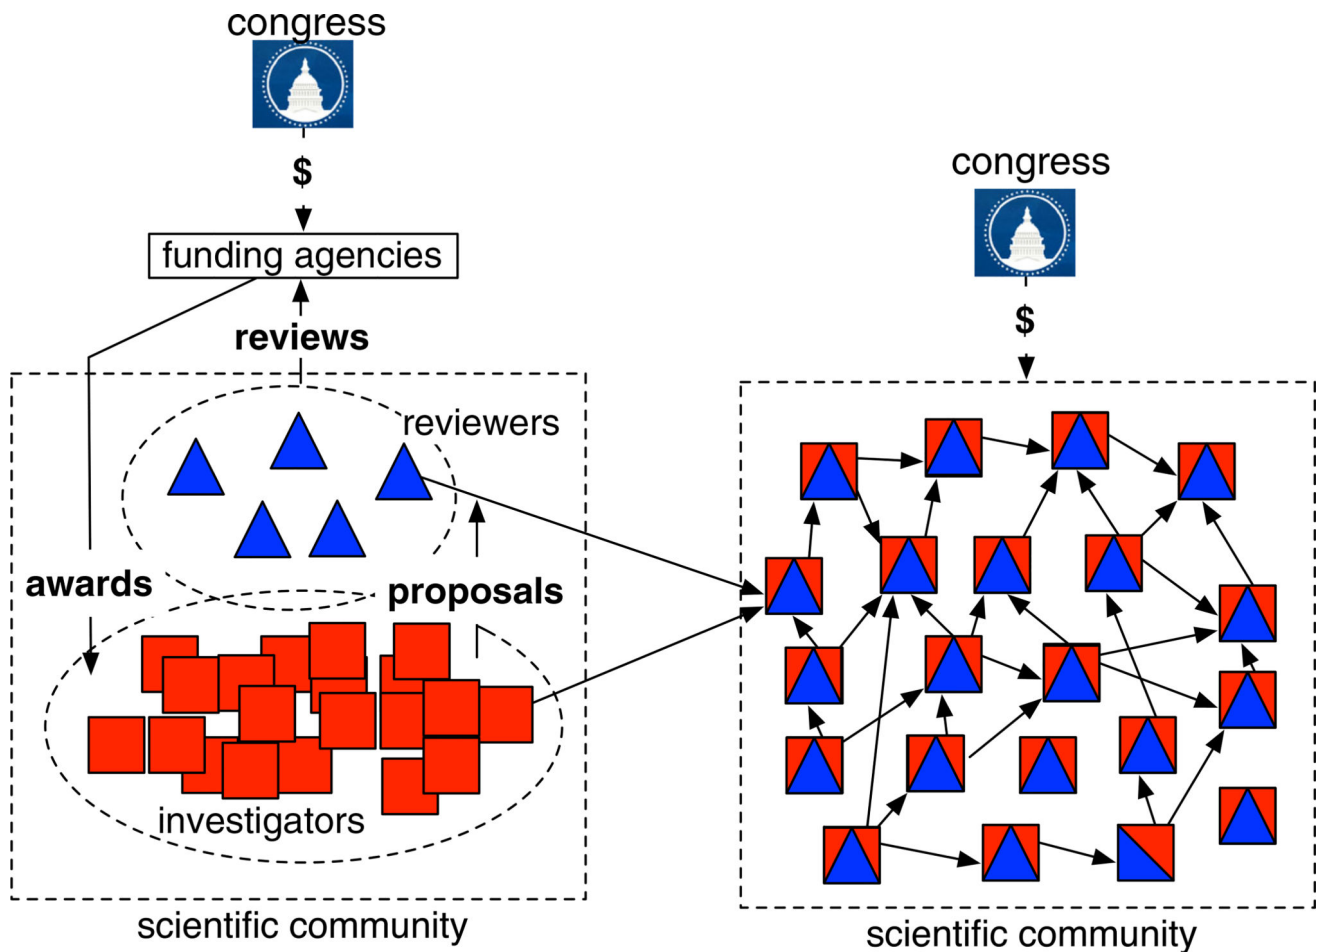 congress
$
funding agencies
reviews
reviewers
awards
proposals
investigators
scientific community
congress
$
scientific community